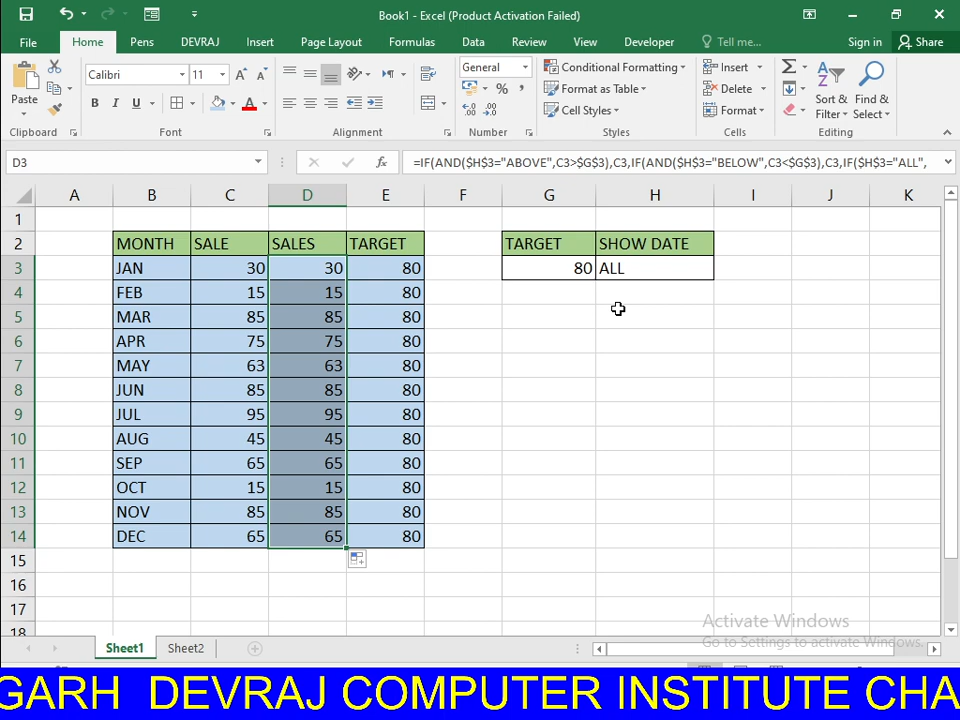 Book1 - Excel (Product Activation Failed)
File Home Pens DEVRAJ Insert Page Layout Formulas Data Review View Developer Tell me... Sign in Share
Calibri 11 General Conditional Formatting Insert
Paste B I U Format as Table Delete Sort & Find &
Cell Styles Format Filter Select
Clipboard Font Alignment Number Styles Cells Editing
D3 fx =IF(AND($H$3="ABOVE",C3>$G$3),C3,IF(AND($H$3="BELOW",C3<$G$3),C3,IF($H$3="ALL",
A B C D E F G H I J K
1
2 MONTH SALE SALES TARGET TARGET SHOW DATE
3 JAN 30 30 80 80 ALL
4 FEB 15 15 80
5 MAR 85 85 80
6 APR 75 75 80
7 MAY 63 63 80
8 JUN 85 85 80
9 JUL 95 95 80
10 AUG 45 45 80
11 SEP 65 65 80
12 OCT 15 15 80
13 NOV 85 85 80
14 DEC 65 65 80
15
16
17
18
Activate Windows
Go to Settings to activate Windows.
Sheet1 Sheet2
GARH DEVRAJ COMPUTER INSTITUTE CHA